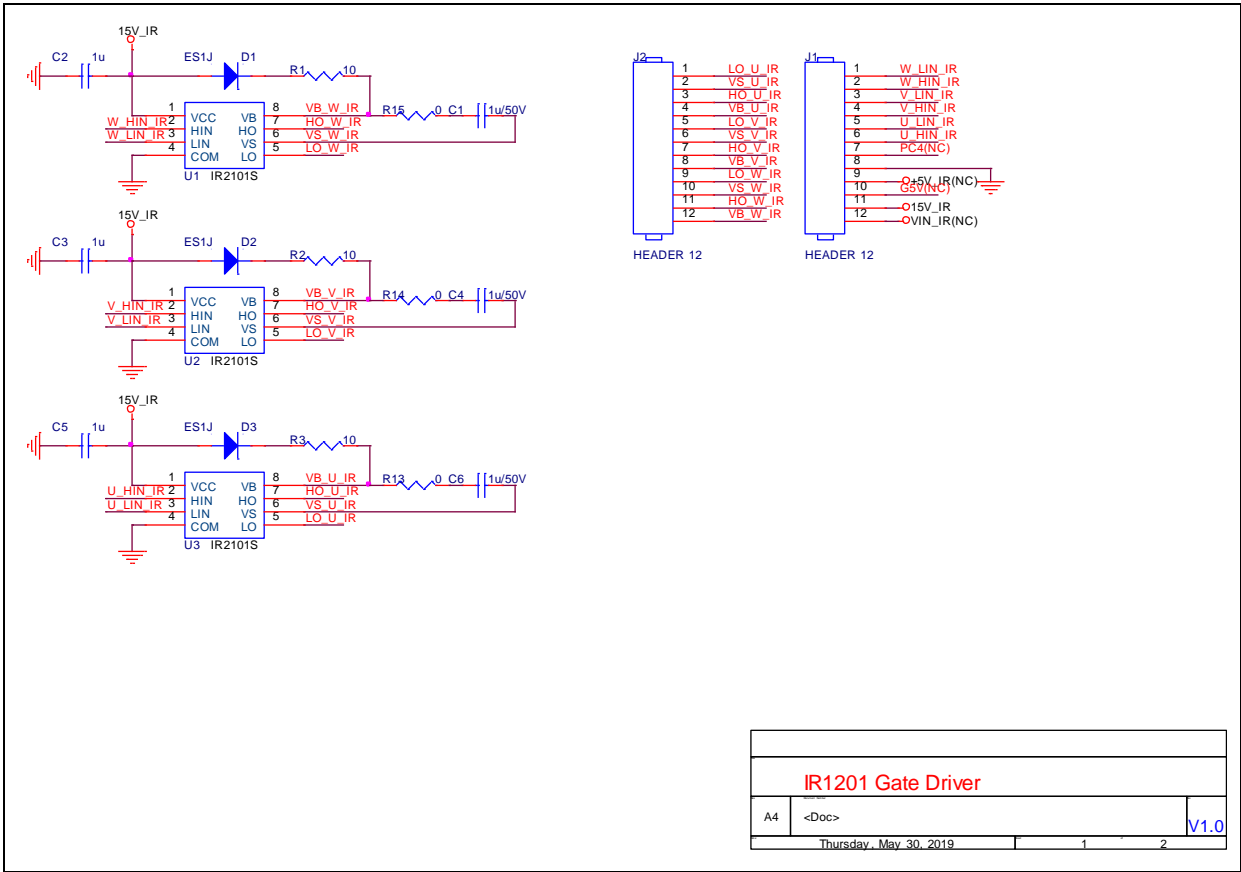 15V_IR
C2 1u ES1J D1
R1 10
1 VCC VB 8 VB_W_IR R15 0 C1 1u/50V
W_HIN_IR 2 HIN HO 7 HO_W_IR
W_LIN_IR 3 LIN VS 6 VS_W_IR
4 COM LO 5 LO_W_IR
U1 IR2101S
15V_IR
C3 1u ES1J D2
R2 10
1 VCC VB 8 VB_V_IR R14 0 C4 1u/50V
V_HIN_IR 2 HIN HO 7 HO_V_IR
V_LIN_IR 3 LIN VS 6 VS_V_IR
4 COM LO 5 LO_V_IR
U2 IR2101S
15V_IR
C5 1u ES1J D3
R3 10
1 VCC VB 8 VB_U_IR R13 0 C6 1u/50V
U_HIN_IR 2 HIN HO 7 HO_U_IR
U_LIN_IR 3 LIN VS 6 VS_U_IR
4 COM LO 5 LO_U_IR
U3 IR2101S
J2
1 LO_U_IR
2 VS_U_IR
3 HO_U_IR
4 VB_U_IR
5 LO_V_IR
6 VS_V_IR
7 HO_V_IR
8 VB_V_IR
9 LO_W_IR
10 VS_W_IR
11 HO_W_IR
12 VB_W_IR
HEADER 12
J1
1 W_LIN_IR
2 W_HIN_IR
3 V_LIN_IR
4 V_HIN_IR
5 U_LIN_IR
6 U_HIN_IR
7 PC4(NC)
8
9 +5V_IR(NC)
10 G5V(NC)
11 15V_IR
12 VIN_IR(NC)
HEADER 12
IR1201 Gate Driver
A4 <Doc> V1.0
Thursday, May 30, 2019 1 2